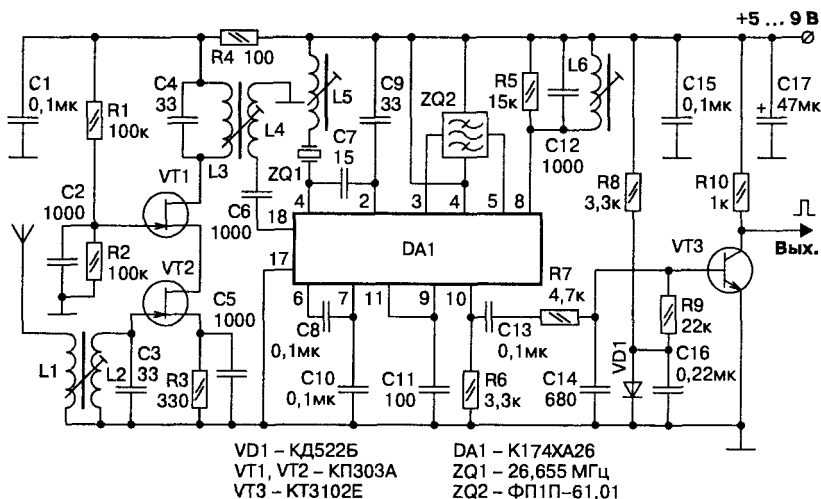 +5 ... 9 В
R4 100
C1
0,1мк
R1
100к
C4
33
L3
L4
L5
C9
33
ZQ2
R5
15к
L6
C12
1000
C15
0,1мк
C17
47мк
+
C7
15
ZQ1
VT1
C2
1000
R2
100к
C6
1000
VT2
C5
1000
4
2
3
4
5
8
18
17
DA1
6
7
11
9
10
R8
3,3к
R10
1к
VT3
Вых.
R7
4,7к
R9
22к
L1
L2
C3
33
R3
330
C8
0,1мк
C10
0,1мк
C11
100
C13
0,1мк
R6
3,3к
C14
680
VD1
C16
0,22мк
VD1 – КД522Б
VT1, VT2 – КП303А
VT3 – КТ3102Е
DA1 – К174ХА26
ZQ1 – 26,655 МГц
ZQ2 – ФП1П–61,01